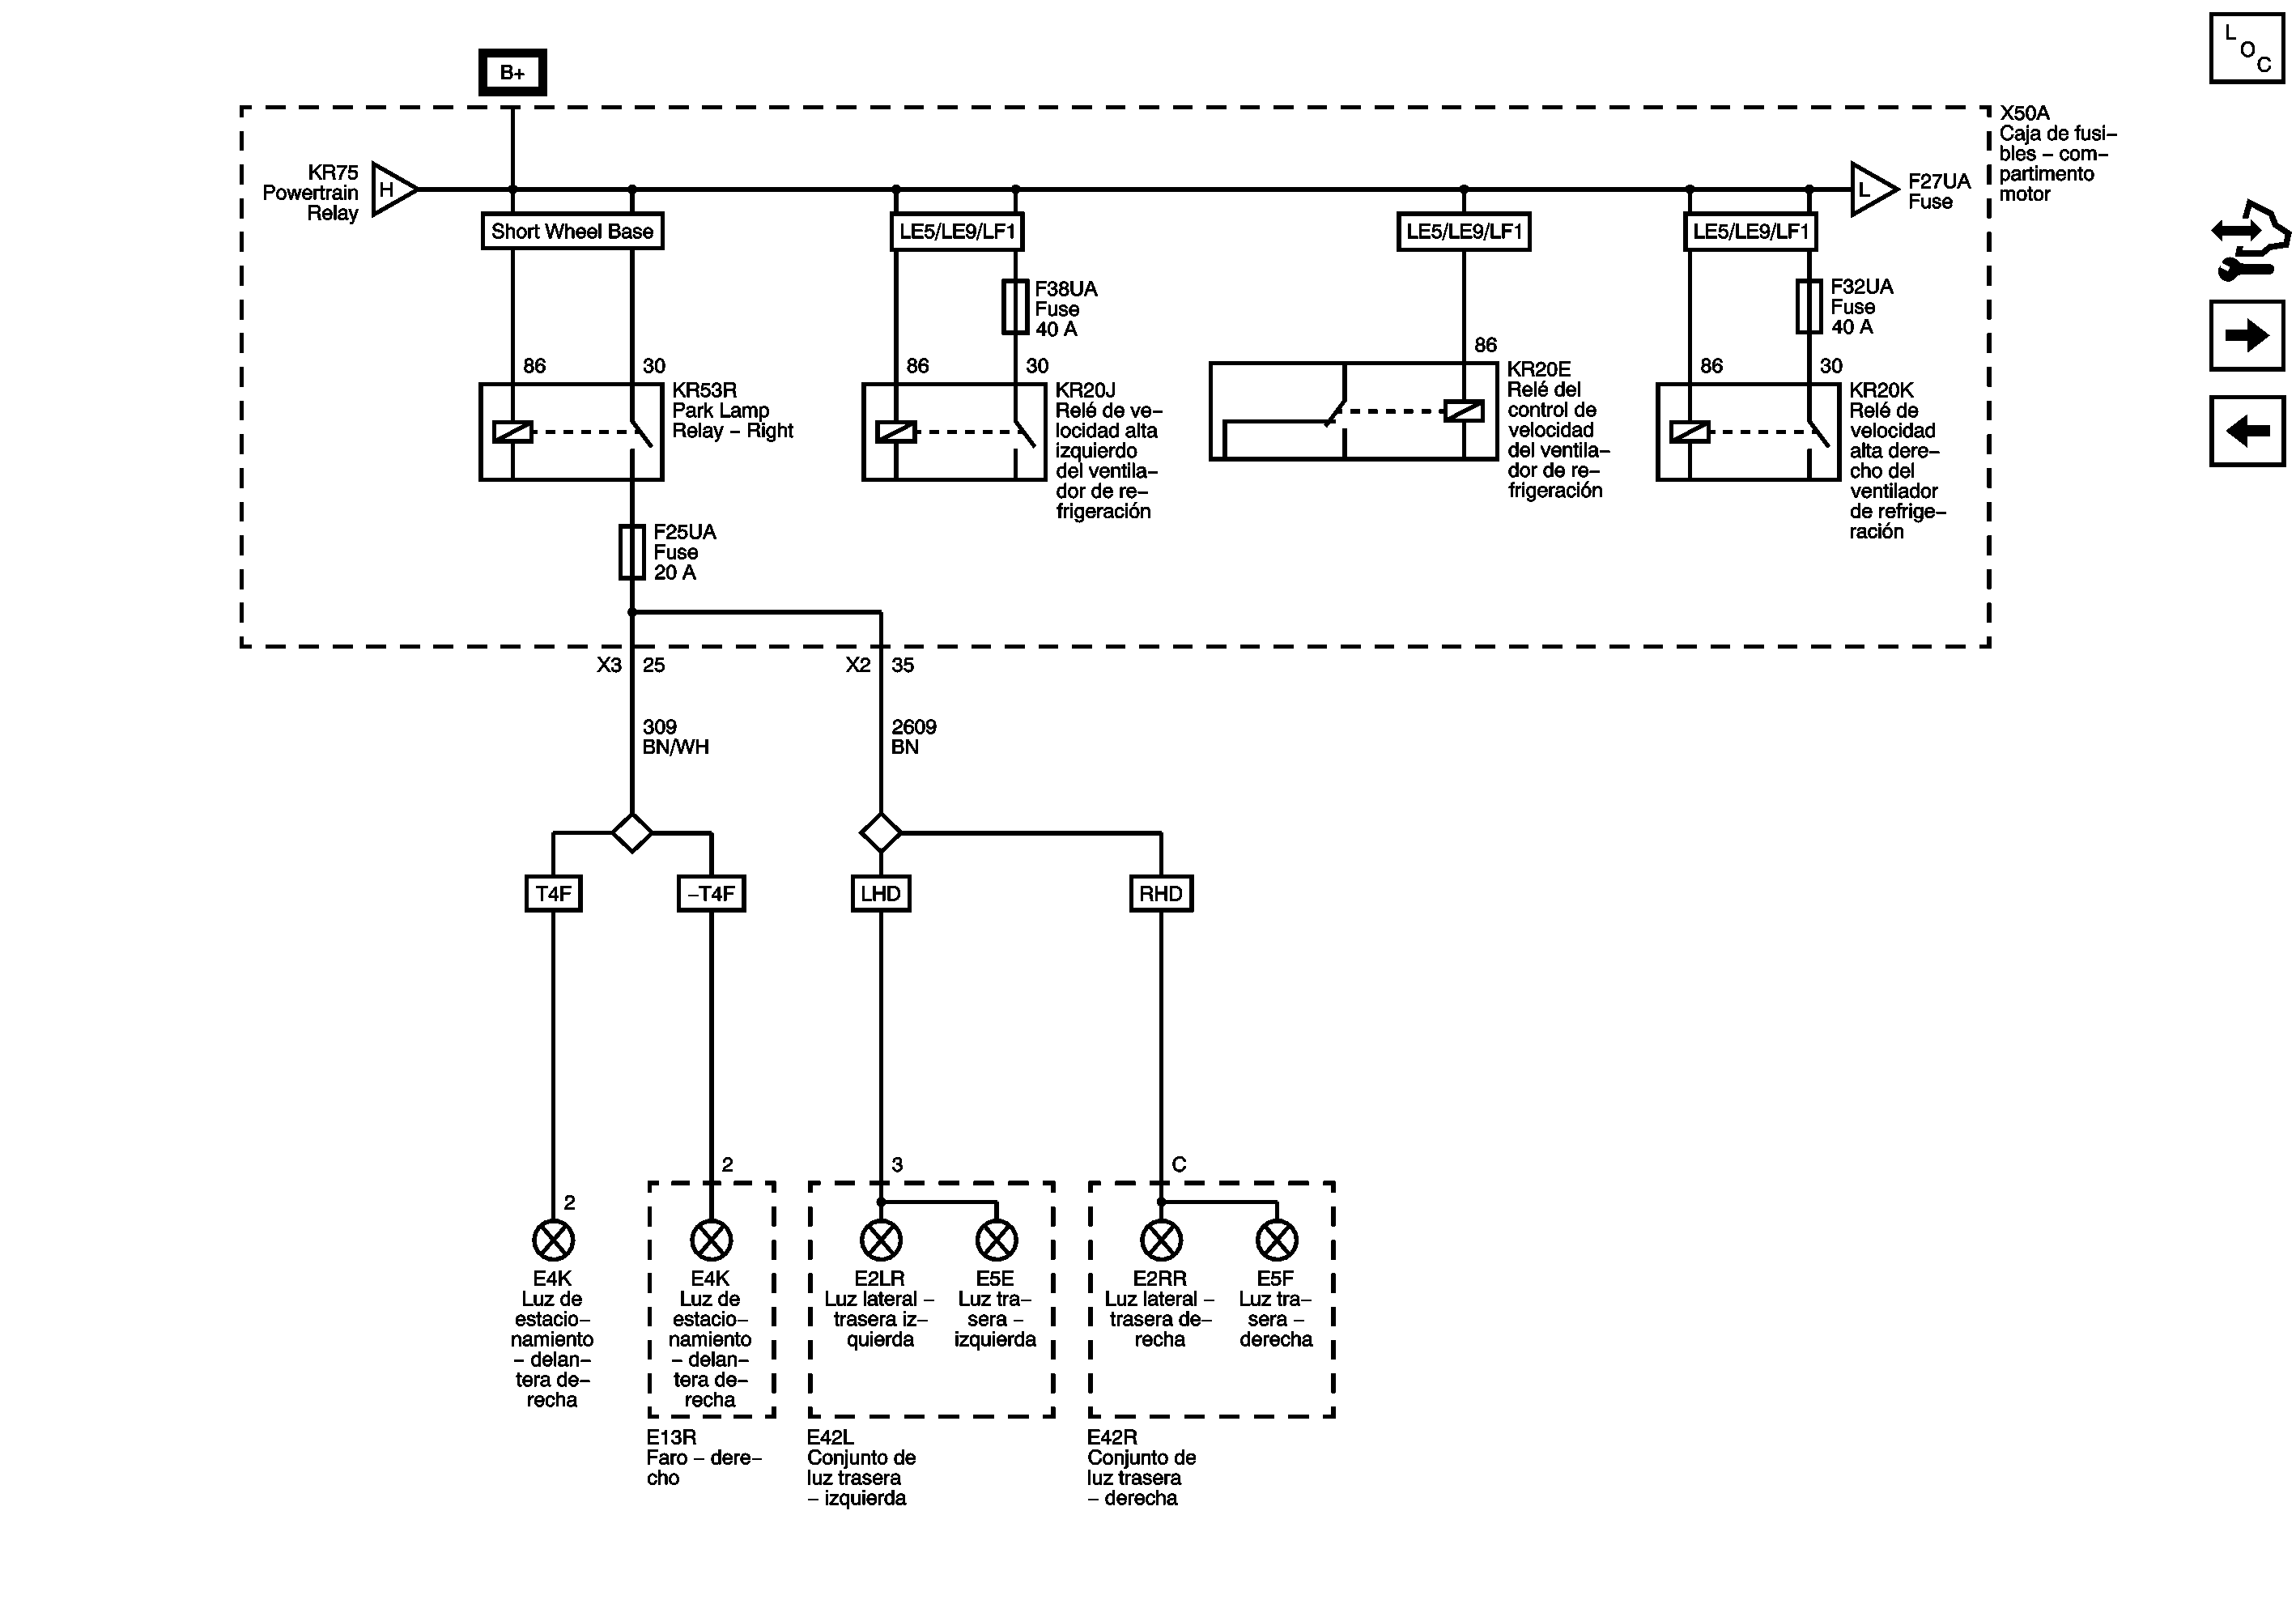 L
O
C
B+
X50A
Caja de fusi–
bles – com–
partimento
motor
KR75
Powertrain
Relay
H
L
F27UA
Fuse
Short Wheel Base
LE5/LE9/LF1
LE5/LE9/LF1
LE5/LE9/LF1
F38UA
Fuse
40 A
F32UA
Fuse
40 A
86
30
86
30
86
86
30
KR53R
Park Lamp
Relay – Right
KR20J
Relé de ve–
locidad alta
izquierdo
del ventila–
dor de re–
frigeración
KR20E
Relé del
control de
velocidad
del ventila–
dor de re–
frigeración
KR20K
Relé de
velocidad
alta dere–
cho del
ventilador
de refrige–
ración
F25UA
Fuse
20 A
X3
25
X2
35
309
BN/WH
2609
BN
T4F
–T4F
LHD
RHD
2
2
3
C
E4K
Luz de
estacio–
namiento
– delan–
tera de–
recha
E4K
Luz de
estacio–
namiento
– delan–
tera de–
recha
E2LR
Luz lateral –
trasera iz–
quierda
E5E
Luz tra–
sera –
izquierda
E2RR
Luz lateral –
trasera de–
recha
E5F
Luz tra–
sera –
derecha
E13R
Faro – dere–
cho
E42L
Conjunto de
luz trasera
– izquierda
E42R
Conjunto de
luz trasera
– derecha